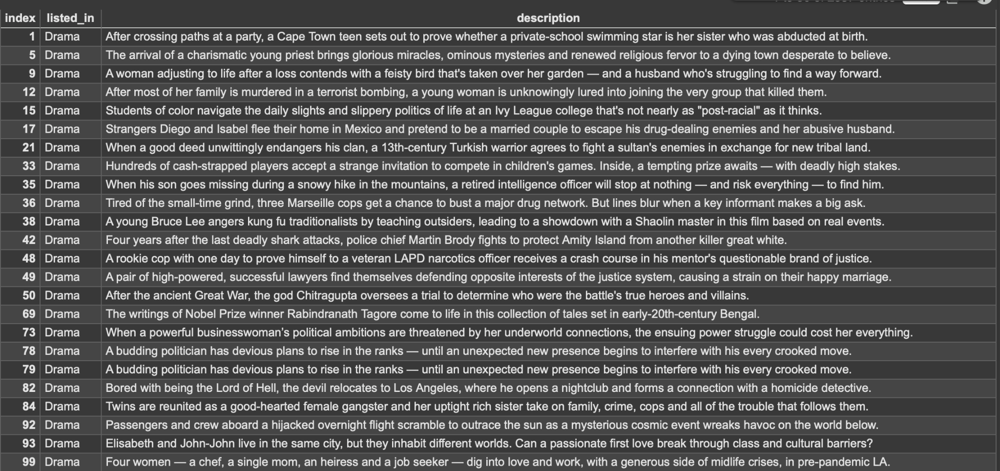 index listed_in description
1 Drama After crossing paths at a party, a Cape Town teen sets out to prove whether a private-school swimming star is her sister who was abducted at birth.
5 Drama The arrival of a charismatic young priest brings glorious miracles, ominous mysteries and renewed religious fervor to a dying town desperate to believe.
9 Drama A woman adjusting to life after a loss contends with a feisty bird that's taken over her garden — and a husband who's struggling to find a way forward.
12 Drama After most of her family is murdered in a terrorist bombing, a young woman is unknowingly lured into joining the very group that killed them.
15 Drama Students of color navigate the daily slights and slippery politics of life at an Ivy League college that's not nearly as "post-racial" as it thinks.
17 Drama Strangers Diego and Isabel flee their home in Mexico and pretend to be a married couple to escape his drug-dealing enemies and her abusive husband.
21 Drama When a good deed unwittingly endangers his clan, a 13th-century Turkish warrior agrees to fight a sultan's enemies in exchange for new tribal land.
33 Drama Hundreds of cash-strapped players accept a strange invitation to compete in children's games. Inside, a tempting prize awaits — with deadly high stakes.
35 Drama When his son goes missing during a snowy hike in the mountains, a retired intelligence officer will stop at nothing — and risk everything — to find him.
36 Drama Tired of the small-time grind, three Marseille cops get a chance to bust a major drug network. But lines blur when a key informant makes a big ask.
38 Drama A young Bruce Lee angers kung fu traditionalists by teaching outsiders, leading to a showdown with a Shaolin master in this film based on real events.
42 Drama Four years after the last deadly shark attacks, police chief Martin Brody fights to protect Amity Island from another killer great white.
48 Drama A rookie cop with one day to prove himself to a veteran LAPD narcotics officer receives a crash course in his mentor's questionable brand of justice.
49 Drama A pair of high-powered, successful lawyers find themselves defending opposite interests of the justice system, causing a strain on their happy marriage.
50 Drama After the ancient Great War, the god Chitragupta oversees a trial to determine who were the battle's true heroes and villains.
69 Drama The writings of Nobel Prize winner Rabindranath Tagore come to life in this collection of tales set in early-20th-century Bengal.
73 Drama When a powerful businesswoman’s political ambitions are threatened by her underworld connections, the ensuing power struggle could cost her everything.
78 Drama A budding politician has devious plans to rise in the ranks — until an unexpected new presence begins to interfere with his every crooked move.
79 Drama A budding politician has devious plans to rise in the ranks — until an unexpected new presence begins to interfere with his every crooked move.
82 Drama Bored with being the Lord of Hell, the devil relocates to Los Angeles, where he opens a nightclub and forms a connection with a homicide detective.
84 Drama Twins are reunited as a good-hearted female gangster and her uptight rich sister take on family, crime, cops and all of the trouble that follows them.
92 Drama Passengers and crew aboard a hijacked overnight flight scramble to outrace the sun as a mysterious cosmic event wreaks havoc on the world below.
93 Drama Elisabeth and John-John live in the same city, but they inhabit different worlds. Can a passionate first love break through class and cultural barriers?
99 Drama Four women — a chef, a single mom, an heiress and a job seeker — dig into love and work, with a generous side of midlife crises, in pre-pandemic LA.